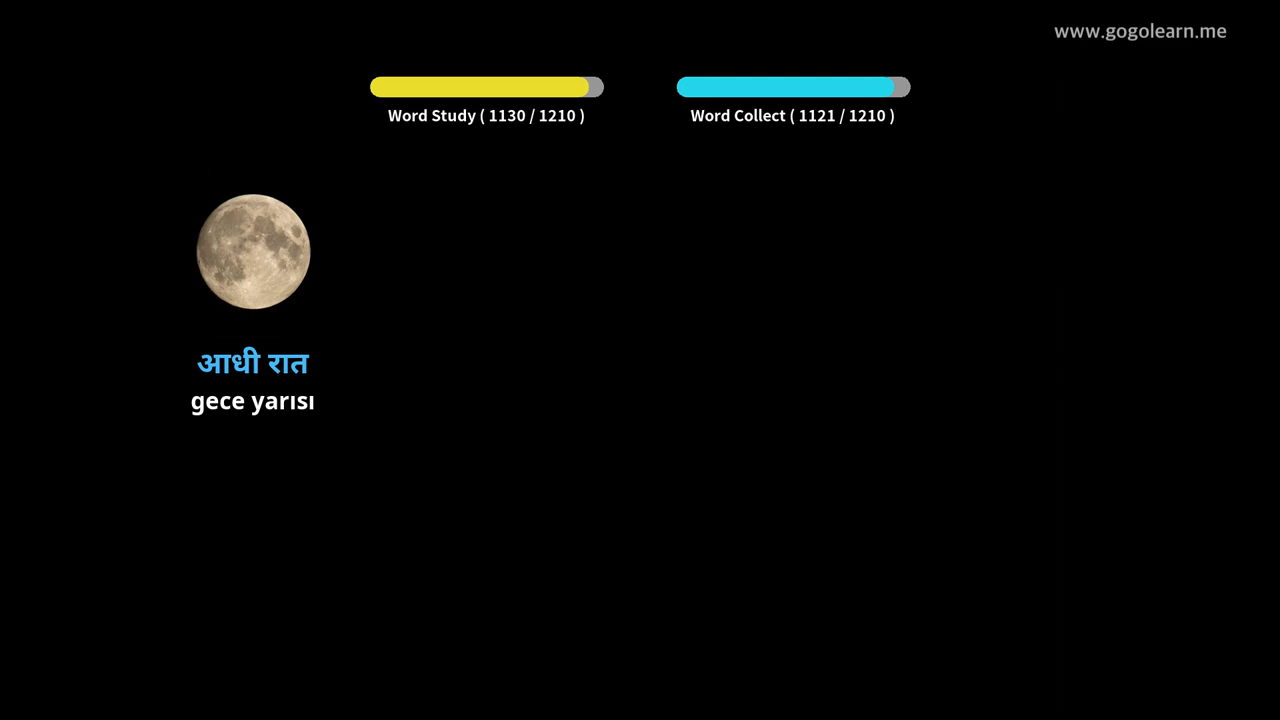 www.gogolearn.me
Word Study ( 1130 / 1210 )
Word Collect ( 1121 / 1210 )
आधी रात
gece yarısı